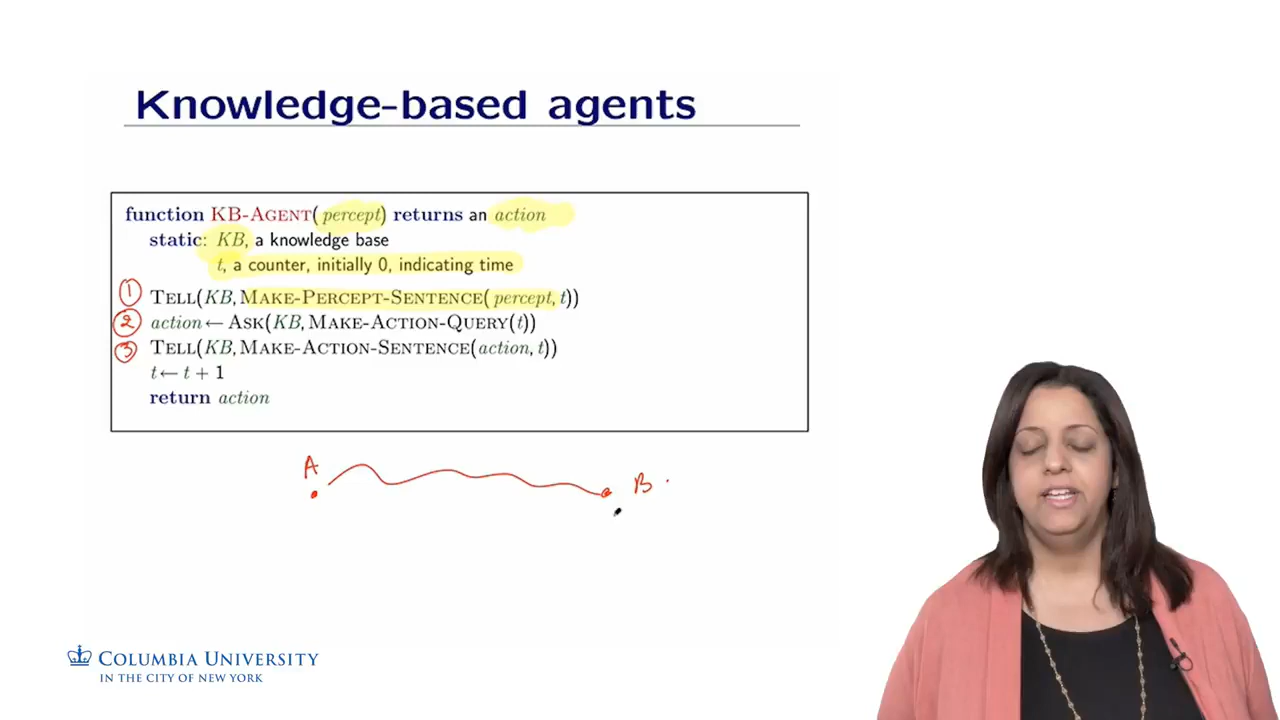 Knowledge-based agents
function KB-AGENT( percept) returns an action
static: KB, a knowledge base
t, a counter, initially 0, indicating time
1 TELL(KB, MAKE-PERCEPT-SENTENCE( percept, t))
2 action ← ASK(KB, MAKE-ACTION-QUERY(t))
3 TELL(KB, MAKE-ACTION-SENTENCE(action, t))
t ← t + 1
return action
A
B
COLUMBIA UNIVERSITY
IN THE CITY OF NEW YORK